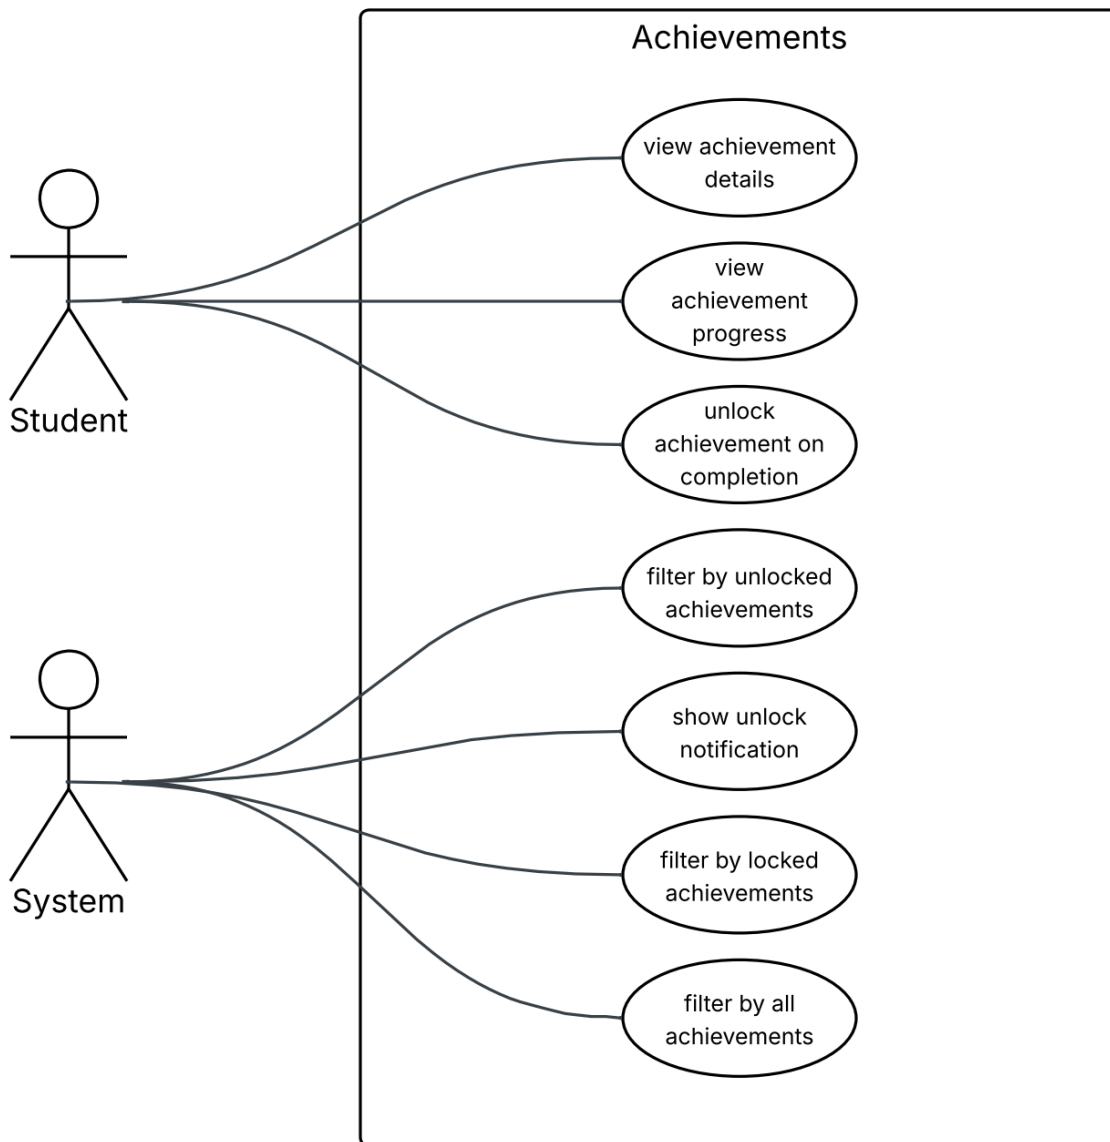 Achievements
view achievement
details
view
achievement
progress
Student
unlock
achievement on
completion
filter by unlocked
achievements
show unlock
notification
filter by locked
achievements
System
filter by all
achievements